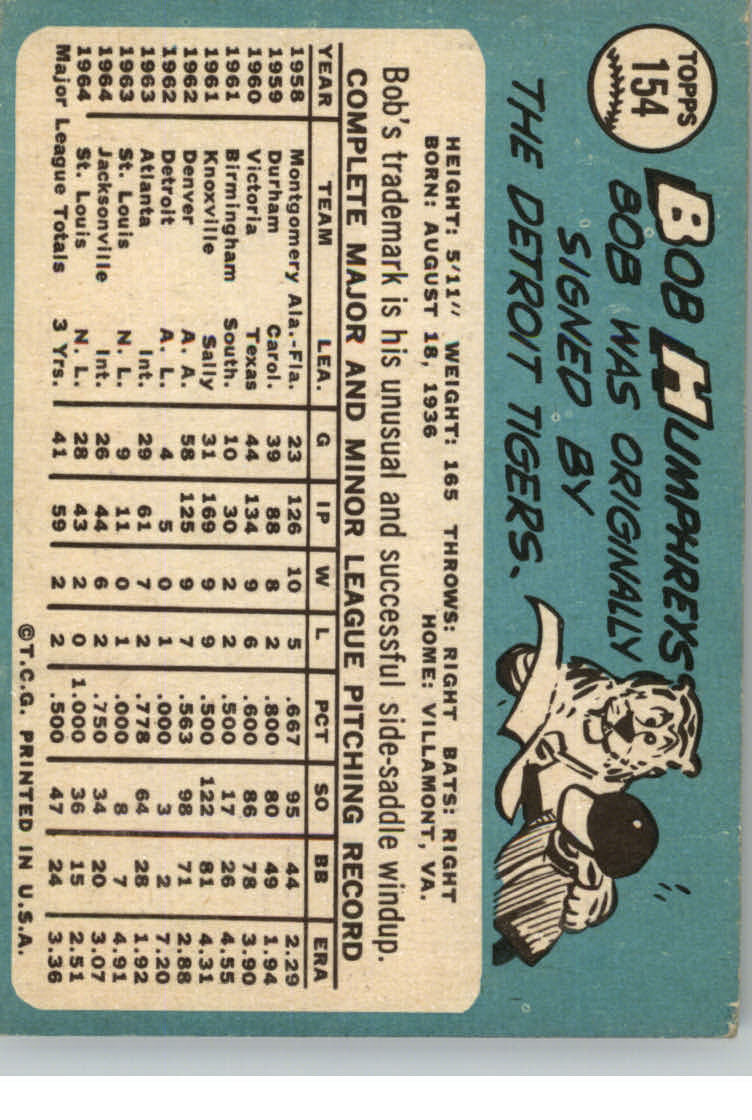 TOPPS
154
BOB HUMPHREYS
BOB WAS ORIGINALLY
SIGNED BY
THE DETROIT TIGERS.
HEIGHT: 5'11" WEIGHT: 165 THROWS: RIGHT BATS: RIGHT
BORN: AUGUST 18, 1936 HOME: VILLAMONT, VA.
Bob's trademark is his unusual and successful side-saddle windup.
COMPLETE MAJOR AND MINOR LEAGUE PITCHING RECORD
YEAR TEAM LEA. G IP W L PCT SO BB ERA
1958 Montgomery Ala.-Fla. 23 126 10 5 .667 95 44 2.29
1959 Durham Carol. 39 88 8 2 .800 80 49 1.94
1960 Victoria Texas 44 134 9 6 .600 86 78 3.90
1961 Birmingham South. 10 30 2 2 .500 17 26 4.55
1961 Knoxville Sally 31 169 9 9 .500 122 81 4.31
1962 Denver A. A. 58 125 9 7 .563 98 71 2.88
1962 Detroit A. L. 4 5 0 1 .000 3 2 7.20
1963 Atlanta Int. 29 61 7 2 .778 64 28 1.92
1963 St. Louis N. L. 9 11 0 1 .000 8 7 4.91
1964 Jacksonville Int. 26 44 6 2 .750 34 20 3.07
1964 St. Louis N. L. 28 43 2 0 1.000 36 15 2.51
Major League Totals 3 Yrs. 41 59 2 2 .500 47 24 3.36
©T.C.G. PRINTED IN U.S.A.